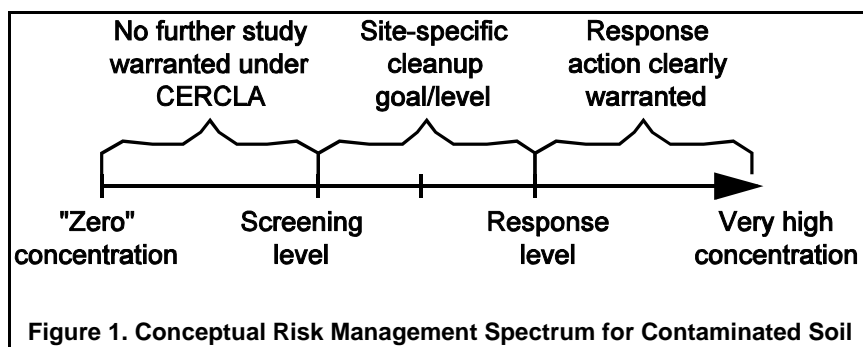 No further study
warranted under
CERCLA
Site-specific
cleanup
goal/level
Response
action clearly
warranted
"Zero"
concentration
Screening
level
Response
level
Very high
concentration
Figure 1. Conceptual Risk Management Spectrum for Contaminated Soil